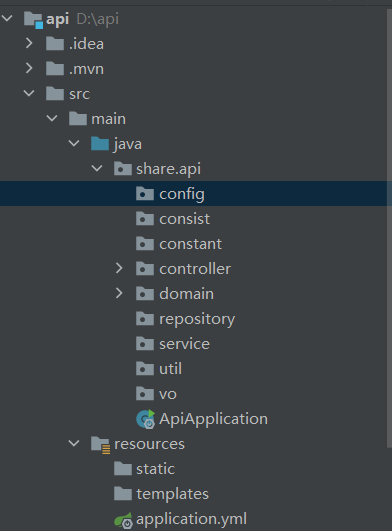 api D:\api
.idea
.mvn
src
main
java
share.api
config
consist
constant
controller
domain
repository
service
util
vo
ApiApplication
resources
static
templates
application.yml